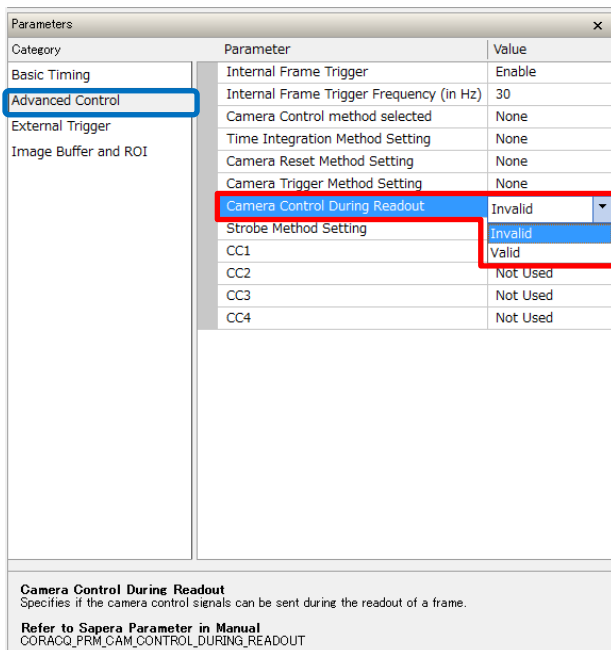 Parameters ×
Category Parameter Value
Basic Timing
Advanced Control
External Trigger
Image Buffer and ROI
Internal Frame Trigger Enable
Internal Frame Trigger Frequency (in Hz) 30
Camera Control method selected None
Time Integration Method Setting None
Camera Reset Method Setting None
Camera Trigger Method Setting None
Camera Control During Readout Invalid
Strobe Method Setting Invalid
CC1 Valid
CC2 Not Used
CC3 Not Used
CC4 Not Used
Camera Control During Readout
Specifies if the camera control signals can be sent during the readout of a frame.
Refer to Sapera Parameter in Manual
CORACQ_PRM_CAM_CONTROL_DURING_READOUT